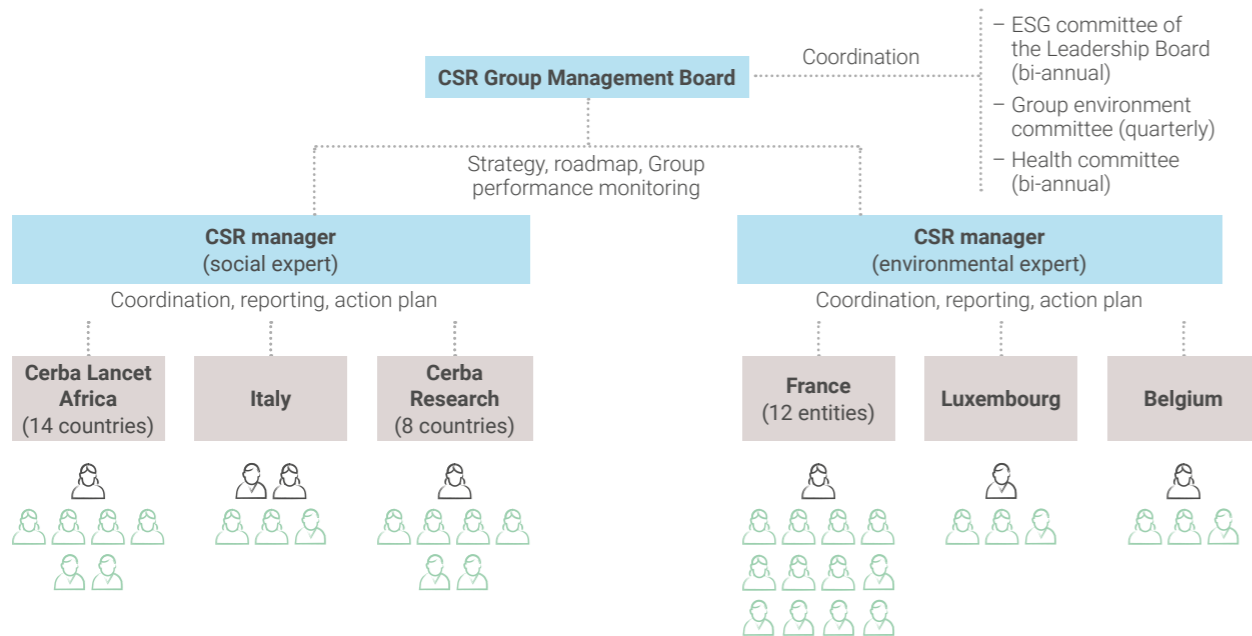 CSR Group Management Board
Coordination
– ESG committee of
the Leadership Board
(bi-annual)
– Group environment
committee (quarterly)
– Health committee
(bi-annual)
Strategy, roadmap, Group
performance monitoring
CSR manager
(social expert)
Coordination, reporting, action plan
Cerba Lancet
Africa
(14 countries)
Italy
Cerba
Research
(8 countries)
CSR manager
(environmental expert)
Coordination, reporting, action plan
France
(12 entities)
Luxembourg
Belgium